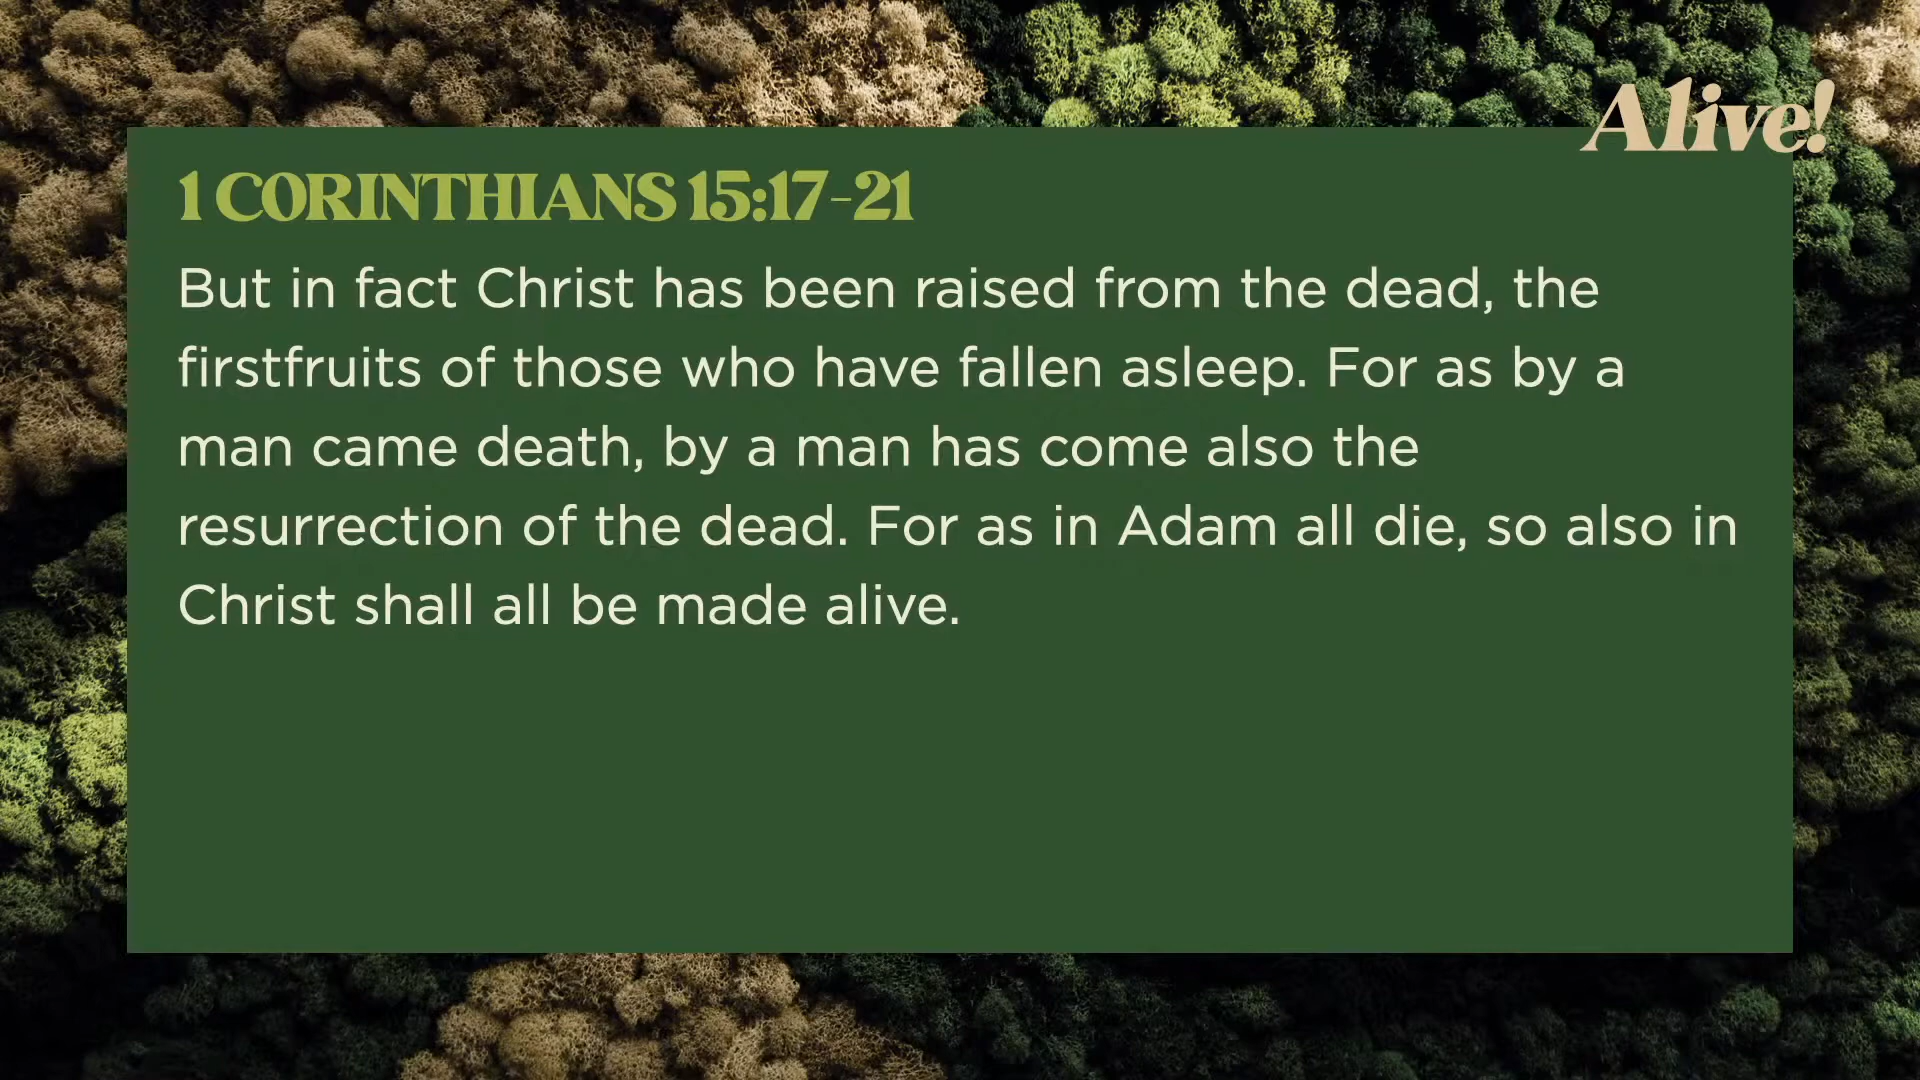 Alive!
1 CORINTHIANS 15:17-21
But in fact Christ has been raised from the dead, the
firstfruits of those who have fallen asleep. For as by a
man came death, by a man has come also the
resurrection of the dead. For as in Adam all die, so also in
Christ shall all be made alive.